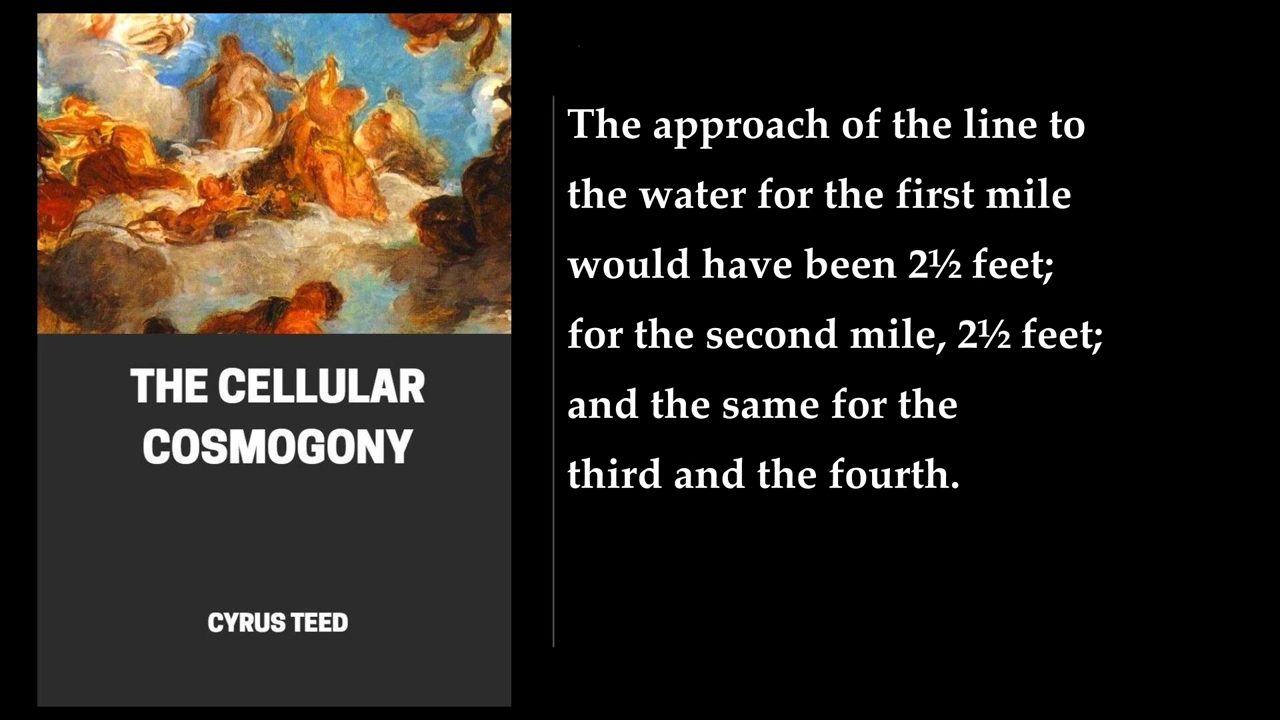 THE CELLULAR
COSMOGONY
CYRUS TEED
The approach of the line to
the water for the first mile
would have been 2½ feet;
for the second mile, 2½ feet;
and the same for the
third and the fourth.